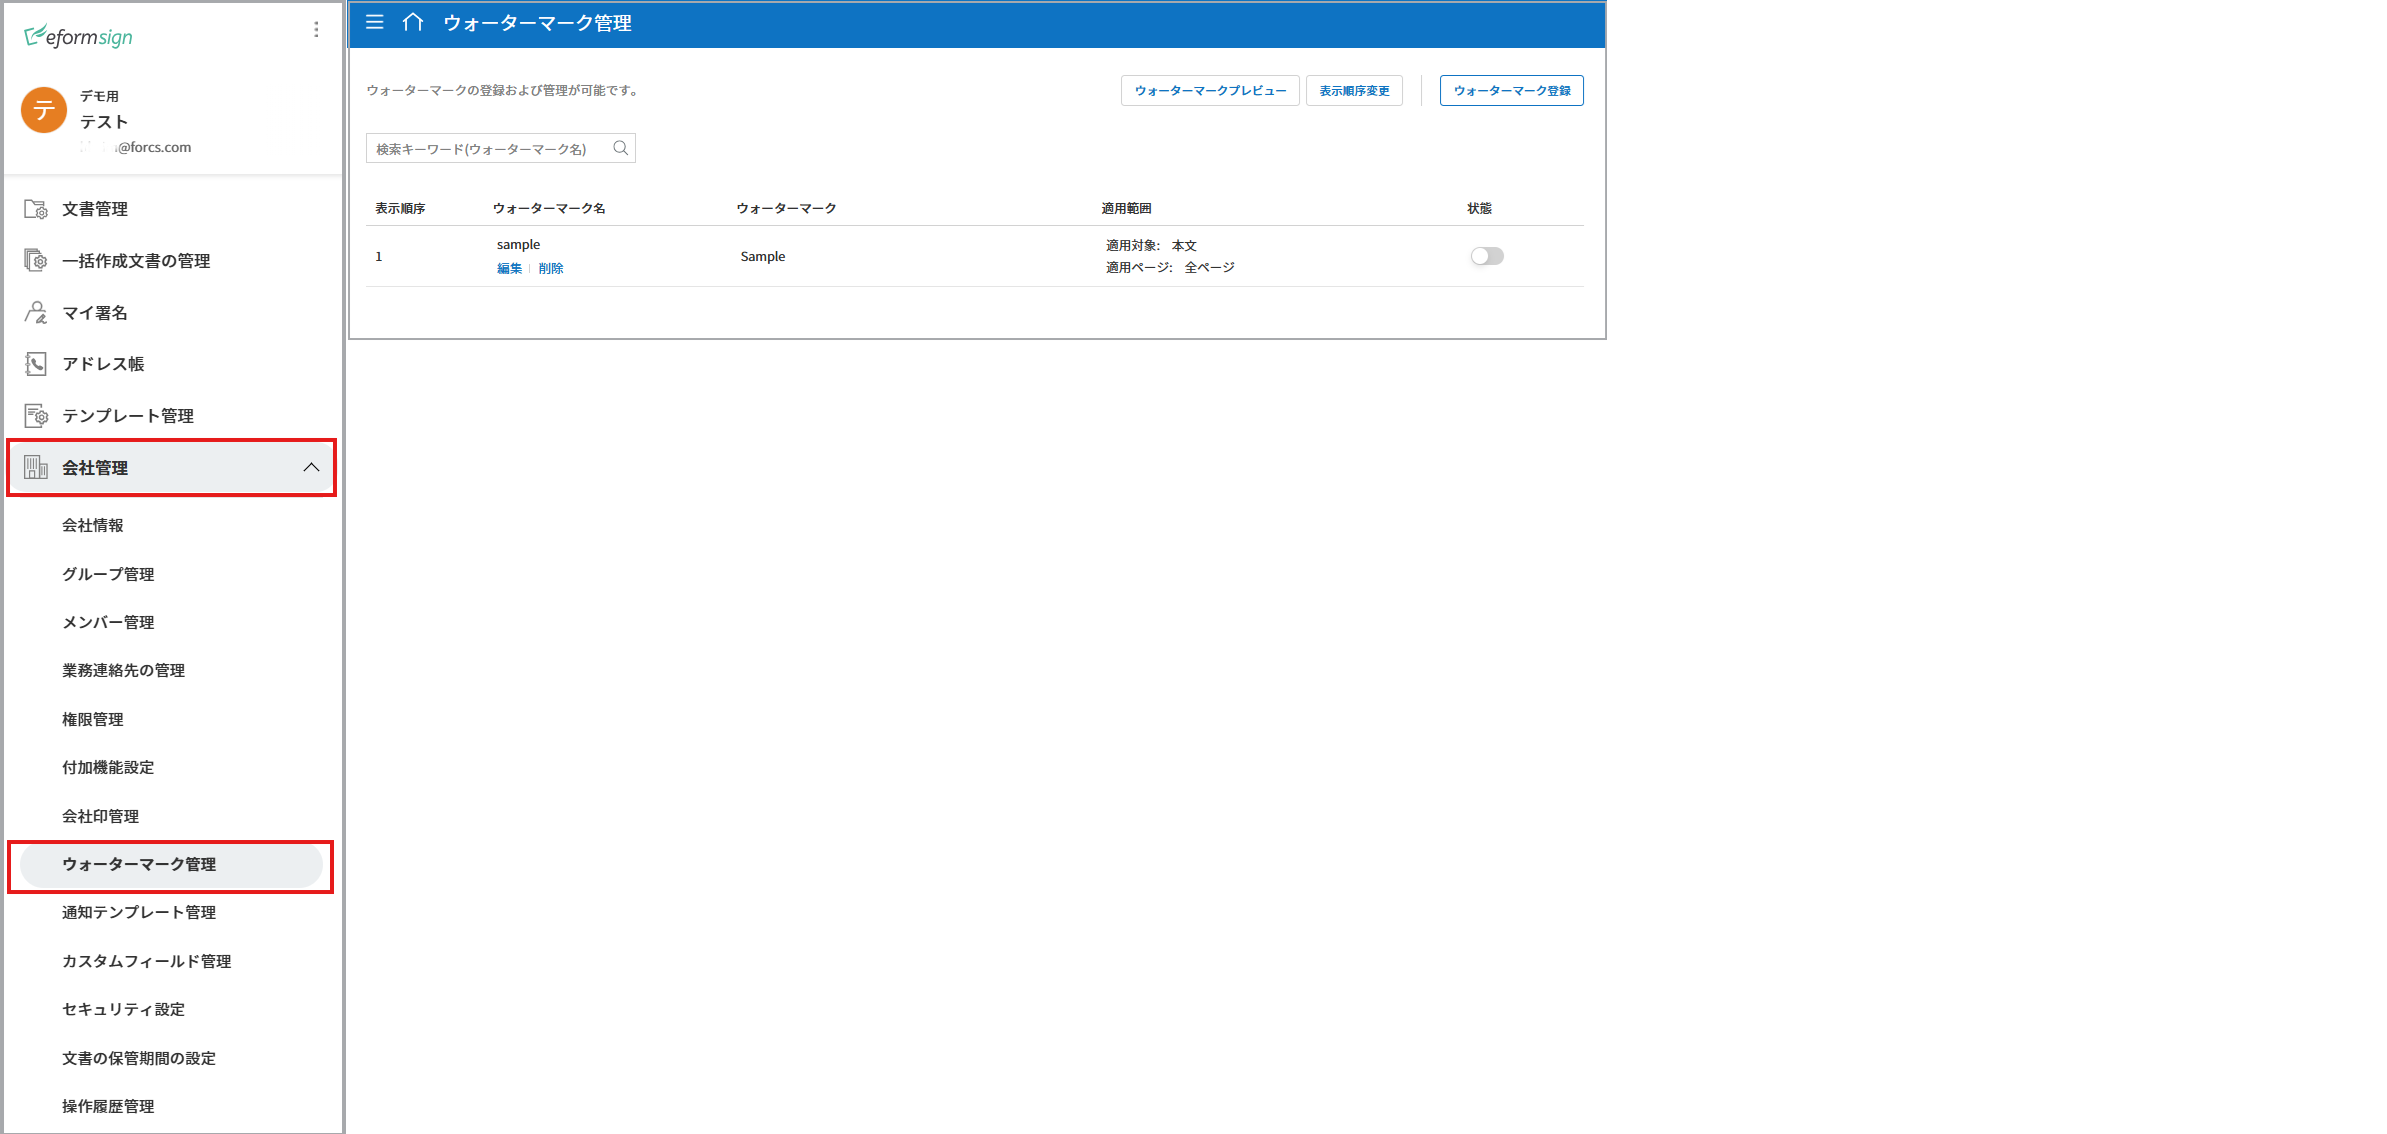 eformsign
テ
デモ用
テスト
@forcs.com
文書管理
一括作成文書の管理
マイ署名
アドレス帳
テンプレート管理
会社管理
会社情報
グループ管理
メンバー管理
業務連絡先の管理
権限管理
付加機能設定
会社印管理
ウォーターマーク管理
通知テンプレート管理
カスタムフィールド管理
セキュリティ設定
文書の保管期間の設定
操作履歴管理
ウォーターマーク管理
ウォーターマークの登録および管理が可能です。
ウォーターマークプレビュー 表示順序変更 ウォーターマーク登録
検索キーワード(ウォーターマーク名)
表示順序 ウォーターマーク名 ウォーターマーク 適用範囲 状態
1 sample Sample 適用対象: 本文
編集 削除 適用ページ: 全ページ